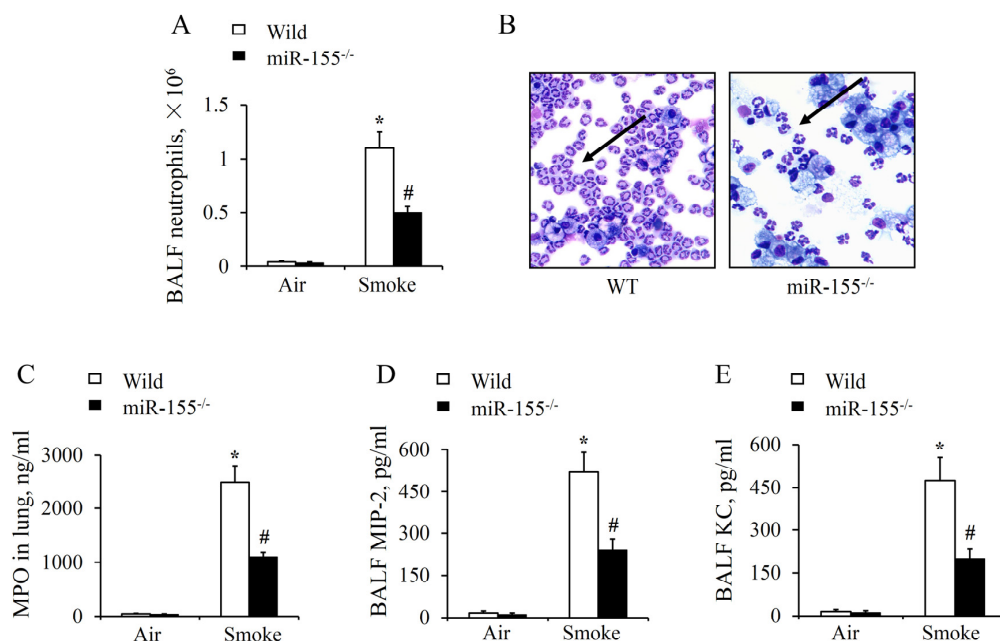 A
Wild
miR-155⁻/⁻
BALF neutrophils, ×10⁶
1.5
1
0.5
0
*
#
Air
Smoke
B
WT
miR-155⁻/⁻
C
Wild
miR-155⁻/⁻
MPO in lung, ng/ml
3000
2000
1000
0
*
#
Air
Smoke
D
Wild
miR-155⁻/⁻
BALF MIP-2, pg/ml
600
450
300
150
0
*
#
Air
Smoke
E
Wild
miR-155⁻/⁻
BALF KC, pg/ml
600
450
300
150
0
*
#
Air
Smoke